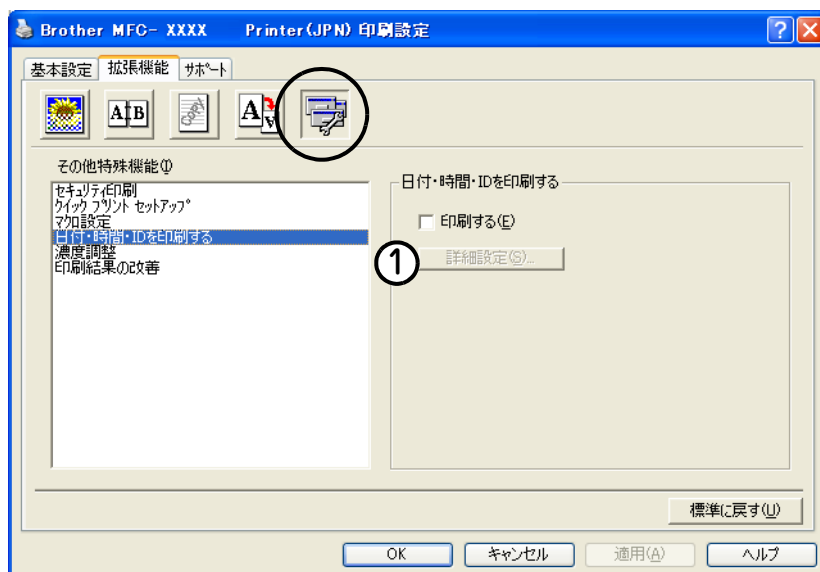 Brother MFC- XXXX Printer(JPN) 印刷設定
基本設定 拡張機能 サポート
A B
A
その他特殊機能(I)
セキュリティ印刷
クイック プリント セットアップ
マクロ設定
日付・時間・IDを印刷する
濃度調整
印刷結果の改善
日付・時間・IDを印刷する
印刷する(E)
① 詳細設定(S)...
標準に戻す(U)
OK キャンセル 適用(A) ヘルプ